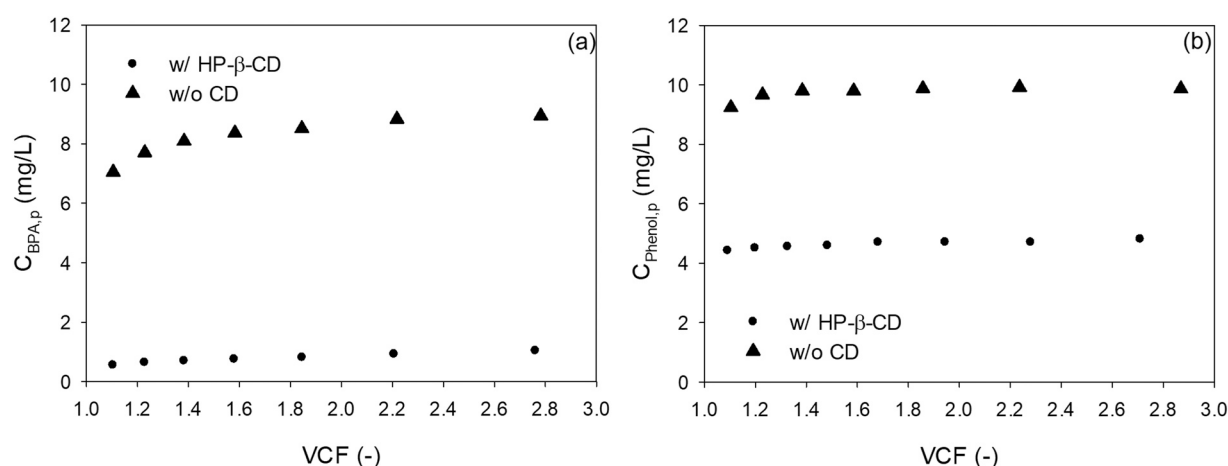 (a)
12
10
8
6
4
2
0
C_BPA,p (mg/L)
w/ HP-β-CD
w/o CD
1.0 1.2 1.4 1.6 1.8 2.0 2.2 2.4 2.6 2.8 3.0
VCF (-)
(b)
12
10
8
6
4
2
0
C_Phenol,p (mg/L)
w/ HP-β-CD
w/o CD
1.0 1.2 1.4 1.6 1.8 2.0 2.2 2.4 2.6 2.8 3.0
VCF (-)